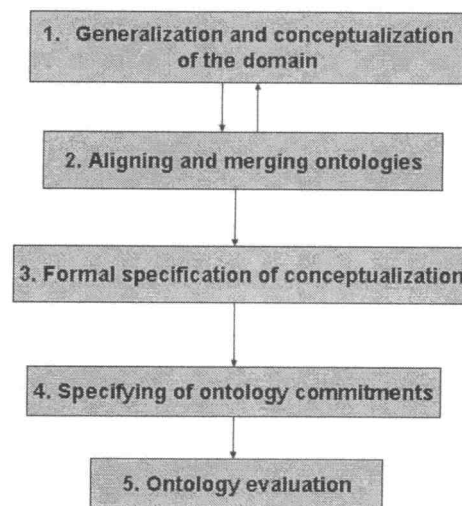 1. Generalization and conceptualization
of the domain
2. Aligning and merging ontologies
3. Formal specification of conceptualization
4. Specifying of ontology commitments
5. Ontology evaluation